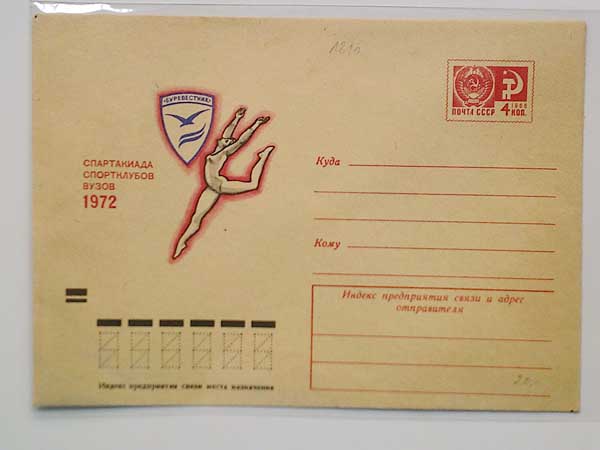 «БУРЕВЕСТНИК»
СПАРТАКИАДА
СПОРТКЛУБОВ
ВУЗОВ
1972
ПОЧТА СССР
1966
4 КОП.
Куда
Кому
Индекс предприятия связи и адрес
отправителя
Индекс предприятия связи места назначения